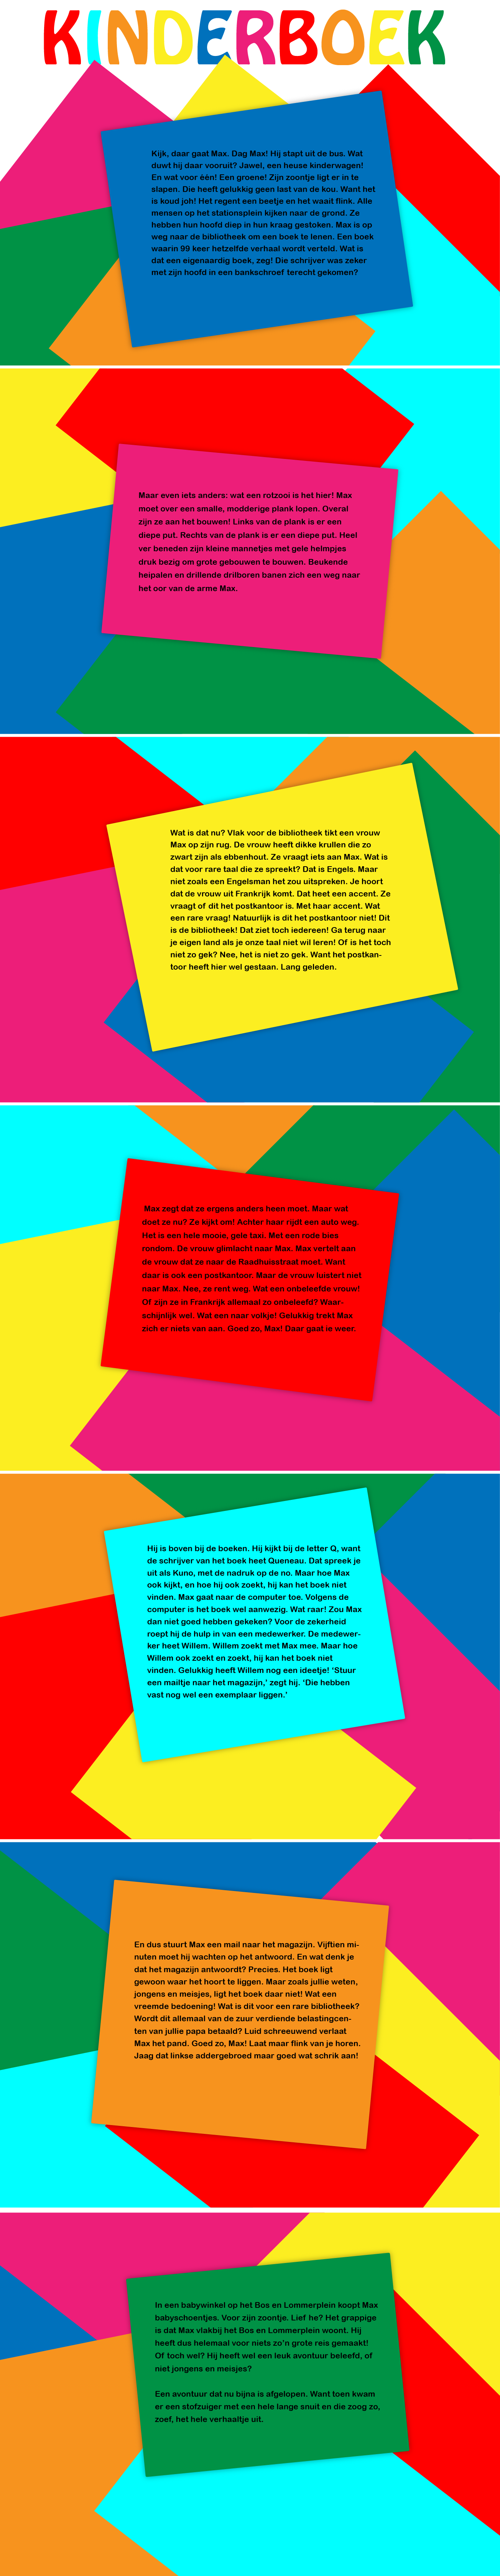 KINDERBOEK
Kijk, daar gaat Max. Dag Max! Hij stapt uit de bus. Wat
duwt hij daar vooruit? Jawel, een heuse kinderwagen!
En wat voor één! Een groene! Zijn zoontje ligt er in te
slapen. Die heeft gelukkig geen last van de kou. Want het
is koud joh! Het regent een beetje en het waait flink. Alle
mensen op het stationsplein kijken naar de grond. Ze
hebben hun hoofd diep in hun kraag gestoken. Max is op
weg naar de bibliotheek om een boek te lenen. Een boek
waarin 99 keer hetzelfde verhaal wordt verteld. Wat is
dat een eigenaardig boek, zeg! Die schrijver was zeker
met zijn hoofd in een bankschroef terecht gekomen?
Maar even iets anders: wat een rotzooi is het hier! Max
moet over een smalle, modderige plank lopen. Overal
zijn ze aan het bouwen! Links van de plank is er een
diepe put. Rechts van de plank is er een diepe put. Heel
ver beneden zijn kleine mannetjes met gele helmpjes
druk bezig om grote gebouwen te bouwen. Beukende
heipalen en drillende drilboren banen zich een weg naar
het oor van de arme Max.
Wat is dat nu? Vlak voor de bibliotheek tikt een vrouw
Max op zijn rug. De vrouw heeft dikke krullen die zo
zwart zijn als ebbenhout. Ze vraagt iets aan Max. Wat is
dat voor rare taal die ze spreekt? Dat is Engels. Maar
niet zoals een Engelsman het zou uitspreken. Je hoort
dat de vrouw uit Frankrijk komt. Dat heet een accent. Ze
vraagt of dit het postkantoor is. Met haar accent. Wat
een rare vraag! Natuurlijk is dit het postkantoor niet! Dit
is de bibliotheek! Dat ziet toch iedereen! Ga terug naar
je eigen land als je onze taal niet wil leren! Of is het toch
niet zo gek? Nee, het is niet zo gek. Want het postkan-
toor heeft hier wel gestaan. Lang geleden.
Max zegt dat ze ergens anders heen moet. Maar wat
doet ze nu? Ze kijkt om! Achter haar rijdt een auto weg.
Het is een hele mooie, gele taxi. Met een rode bies
rondom. De vrouw glimlacht naar Max. Max vertelt aan
de vrouw dat ze naar de Raadhuisstraat moet. Want
daar is ook een postkantoor. Maar de vrouw luistert niet
naar Max. Nee, ze rent weg. Wat een onbeleefde vrouw!
Of zijn ze in Frankrijk allemaal zo onbeleefd? Waar-
schijnlijk wel. Wat een naar volkje! Gelukkig trekt Max
zich er niets van aan. Goed zo, Max! Daar gaat ie weer.
Hij is boven bij de boeken. Hij kijkt bij de letter Q, want
de schrijver van het boek heet Queneau. Dat spreek je
uit als Kuno, met de nadruk op de no. Maar hoe Max
ook kijkt, en hoe hij ook zoekt, hij kan het boek niet
vinden. Max gaat naar de computer toe. Volgens de
computer is het boek wel aanwezig. Wat raar! Zou Max
dan niet goed hebben gekeken? Voor de zekerheid
roept hij de hulp in van een medewerker. De medewer-
ker heet Willem. Willem zoekt met Max mee. Maar hoe
Willem ook zoekt en zoekt, hij kan het boek niet
vinden. Gelukkig heeft Willem nog een ideetje! ‘Stuur
een mailtje naar het magazijn,’ zegt hij. ‘Die hebben
vast nog wel een exemplaar liggen.’
En dus stuurt Max een mail naar het magazijn. Vijftien mi-
nuten moet hij wachten op het antwoord. En wat denk je
dat het magazijn antwoordt? Precies. Het boek ligt
gewoon waar het hoort te liggen. Maar zoals jullie weten,
jongens en meisjes, ligt het boek daar niet! Wat een
vreemde bedoening! Wat is dit voor een rare bibliotheek?
Wordt dit allemaal van de zuur verdiende belastingcen-
ten van jullie papa betaald? Luid schreeuwend verlaat
Max het pand. Goed zo, Max! Laat maar flink van je horen.
Jaag dat linkse addergebroed maar goed wat schrik aan!
In een babywinkel op het Bos en Lommerplein koopt Max
babyschoentjes. Voor zijn zoontje. Lief he? Het grappige
is dat Max vlakbij het Bos en Lommerplein woont. Hij
heeft dus helemaal voor niets zo’n grote reis gemaakt!
Of toch wel? Hij heeft wel een leuk avontuur beleefd, of
niet jongens en meisjes?
Een avontuur dat nu bijna is afgelopen. Want toen kwam
er een stofzuiger met een hele lange snuit en die zoog zo,
zoef, het hele verhaaltje uit.